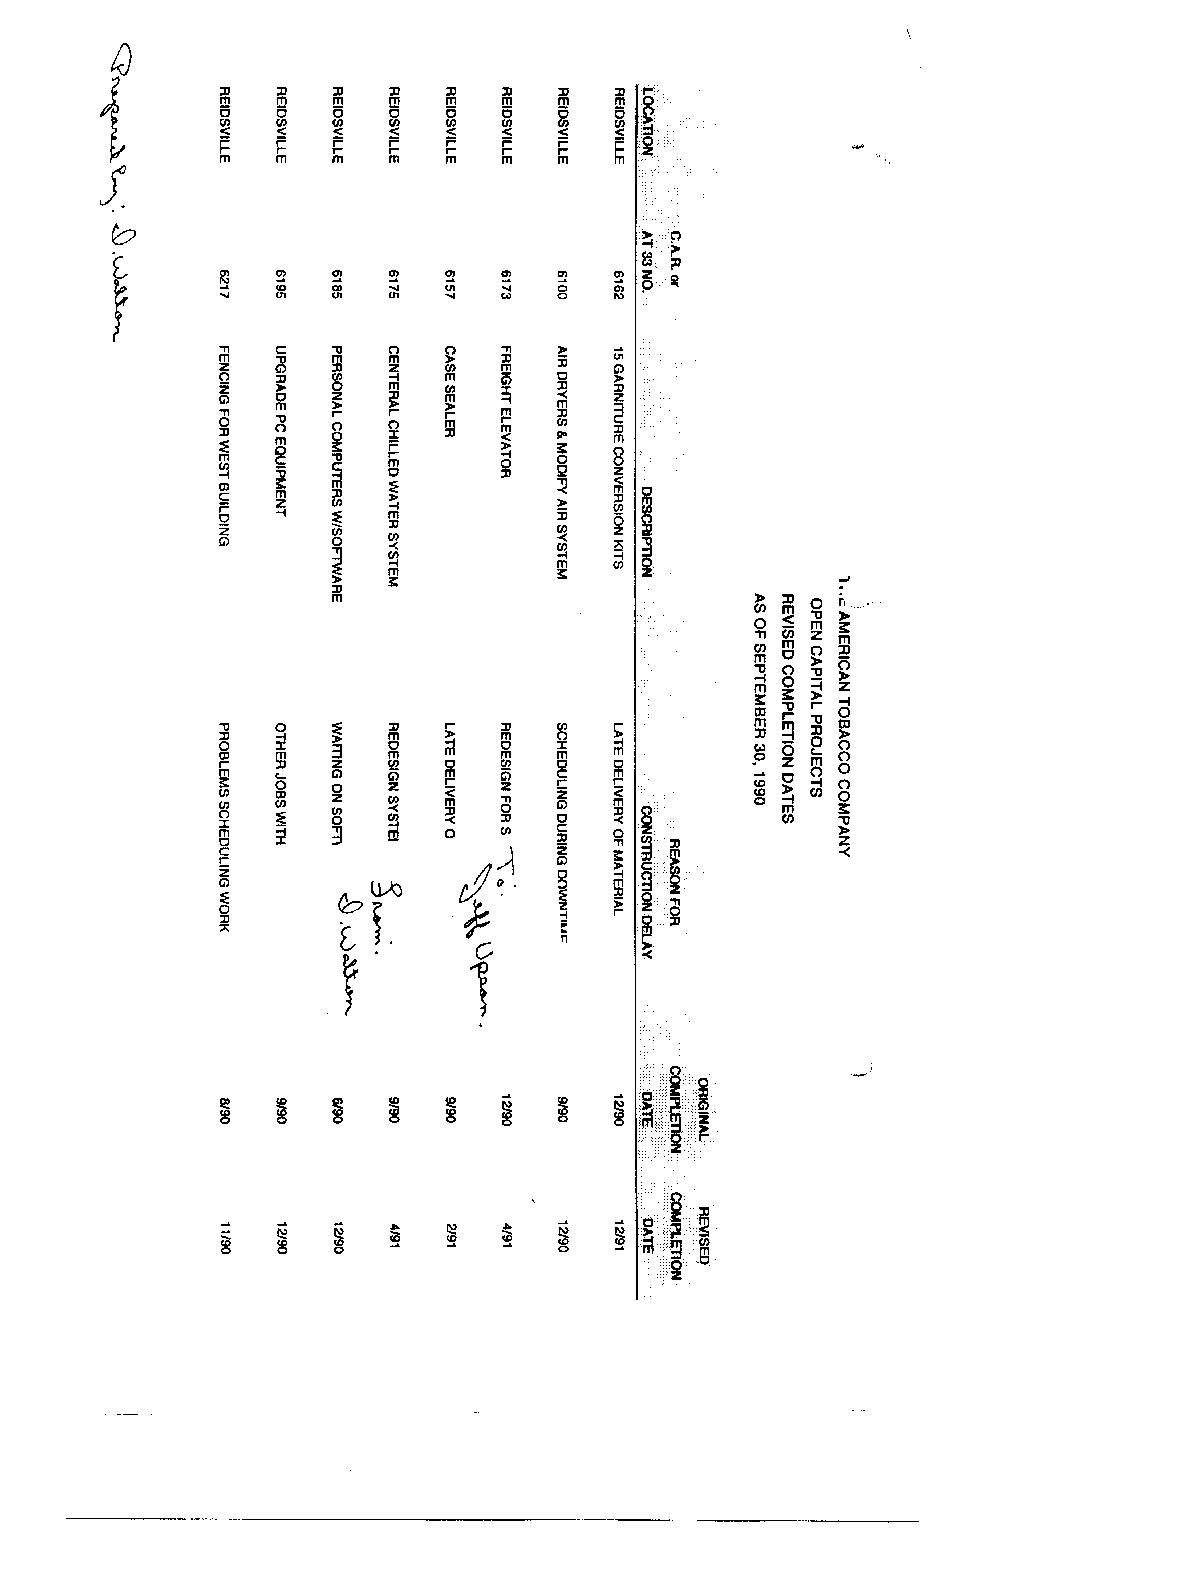 AMERICAN TOBACCO COMPANY
OPEN CAPITAL PROJECTS
REVISED COMPLETION DATES
AS OF SEPTEMBER 30, 1990
ORIGINAL REVISED
C.A.R. or REASON FOR COMPLETION COMPLETION
LOCATION AT 33 NO. DESCRIPTION CONSTRUCTION DELAY DATE DATE
REIDSVILLE 6162 15 GARNITURE CONVERSION KITS LATE DELIVERY OF MATERIAL 12/90 12/91
REIDSVILLE 6100 AIR DRYERS & MODIFY AIR SYSTEM SCHEDULING DURING DOWNTIME 9/90 12/90
REIDSVILLE 6173 FREIGHT ELEVATOR REDESIGN FOR S 12/90 4/91
REIDSVILLE 6157 CASE SEALER LATE DELIVERY O 9/90 2/91
REIDSVILLE 6175 CENTERAL CHILLED WATER SYSTEM REDESIGN SYSTE 9/90 4/91
REIDSVILLE 6185 PERSONAL COMPUTERS W/SOFTWARE WAITING ON SOFT 6/90 12/90
REIDSVILLE 6195 UPGRADE PC EQUIPMENT OTHER JOBS WITH 9/90 12/90
REIDSVILLE 6217 FENCING FOR WEST BUILDING PROBLEMS SCHEDULING WORK 8/90 11/90
To:
Jeff Uppon.
From.
D. Walton
Prepared by: D. Walton